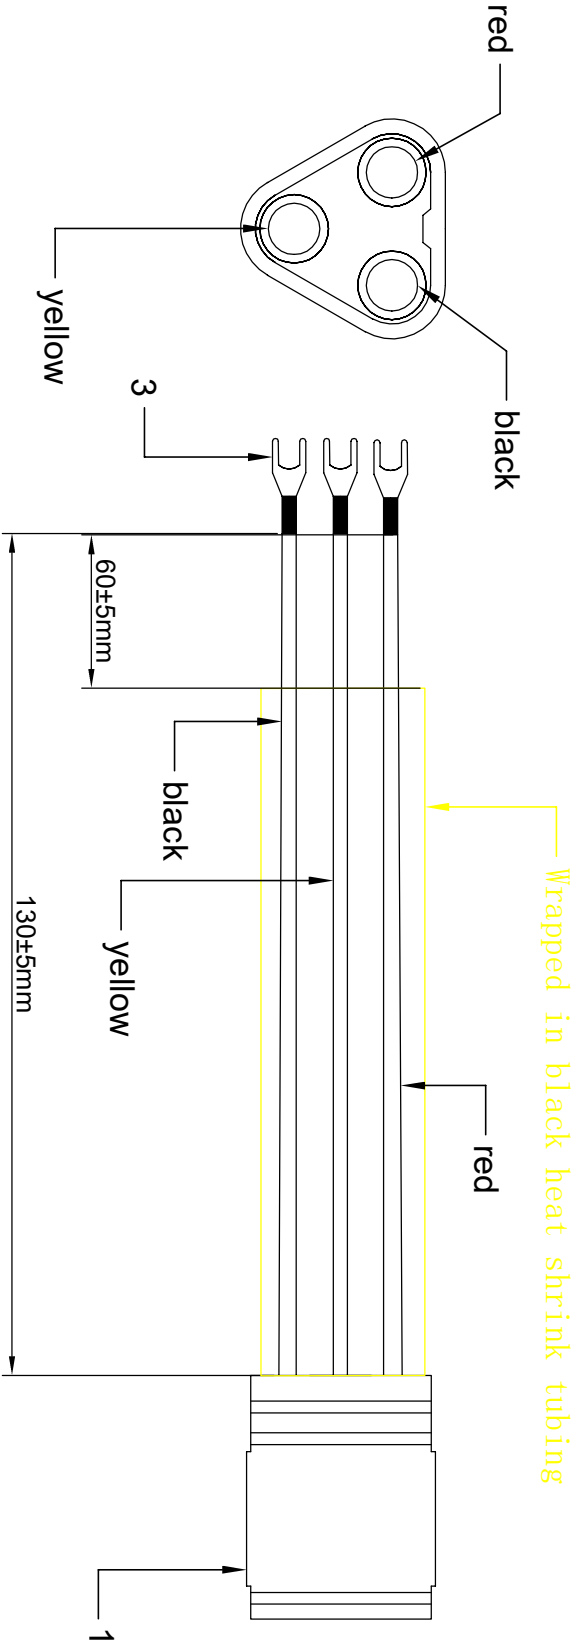 red
black
yellow
3
60±5mm
130±5mm
black
yellow
red
Wrapped in black heat shrink tubing
1